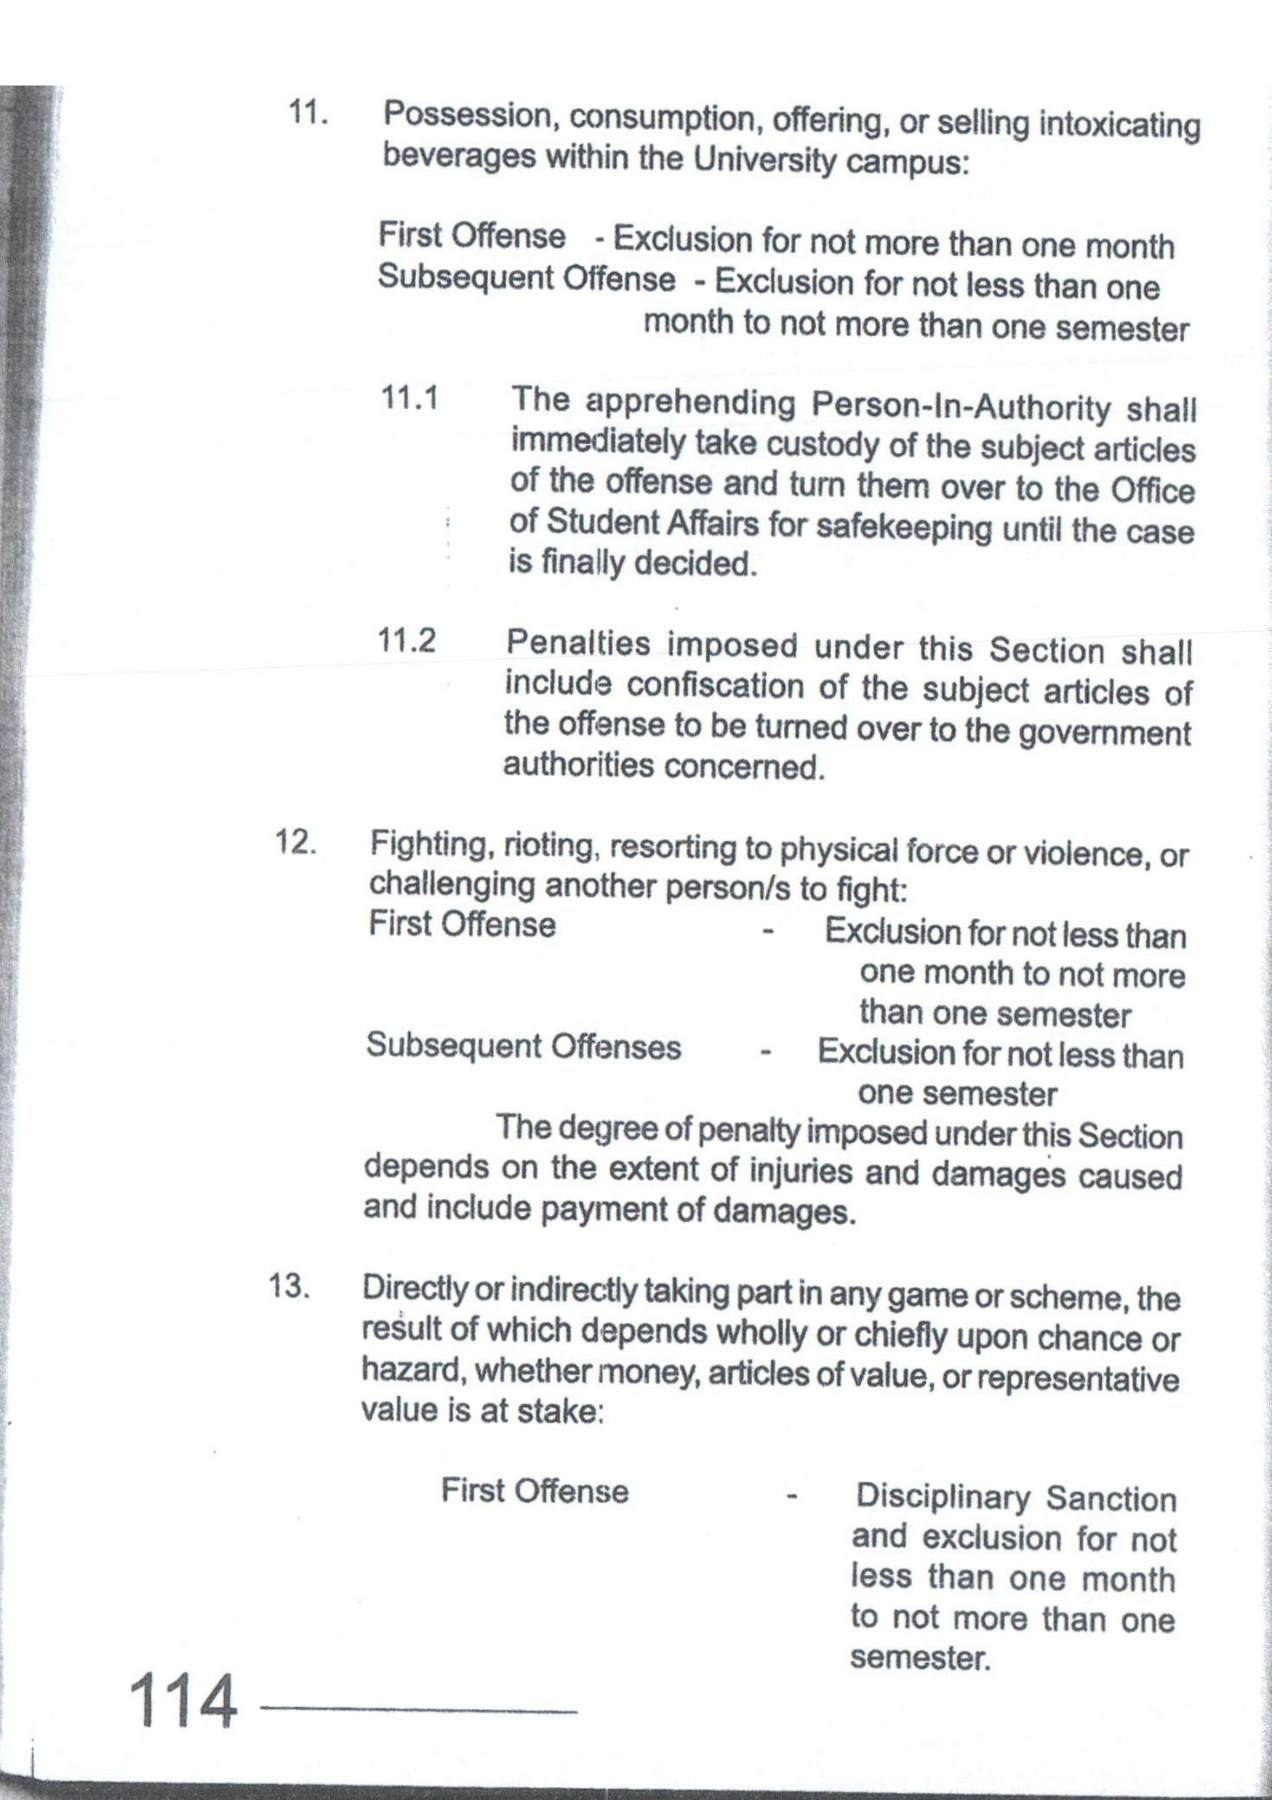 11. Possession, consumption, offering, or selling intoxicating
beverages within the University campus:
First Offense - Exclusion for not more than one month
Subsequent Offense - Exclusion for not less than one
month to not more than one semester
11.1 The apprehending Person-In-Authority shall
immediately take custody of the subject articles
of the offense and turn them over to the Office
of Student Affairs for safekeeping until the case
is finally decided.
11.2 Penalties imposed under this Section shall
include confiscation of the subject articles of
the offense to be turned over to the government
authorities concerned.
12. Fighting, rioting, resorting to physical force or violence, or
challenging another person/s to fight:
First Offense - Exclusion for not less than
one month to not more
than one semester
Subsequent Offenses - Exclusion for not less than
one semester
The degree of penalty imposed under this Section
depends on the extent of injuries and damages caused
and include payment of damages.
13. Directly or indirectly taking part in any game or scheme, the
result of which depends wholly or chiefly upon chance or
hazard, whether money, articles of value, or representative
value is at stake:
First Offense - Disciplinary Sanction
and exclusion for not
less than one month
to not more than one
semester.
114